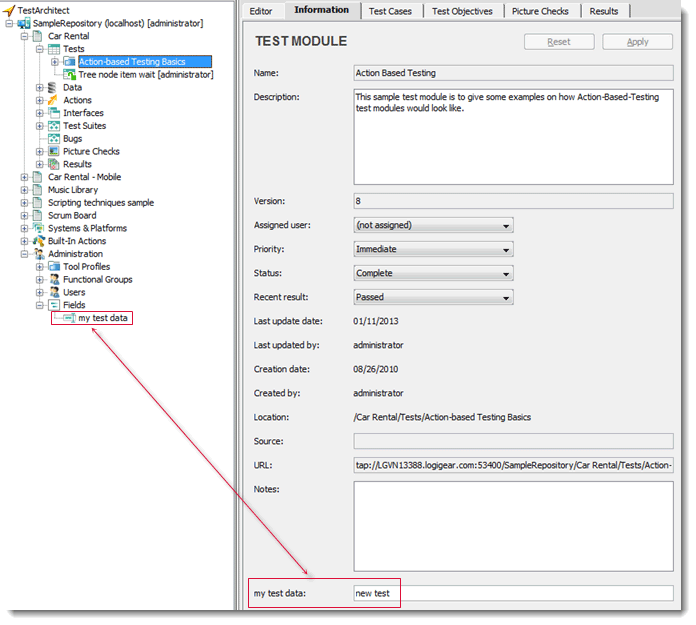 TestArchitect
SampleRepository (localhost) [administrator]
Car Rental
Tests
Action-based Testing Basics
Tree node item wait [administrator]
Data
Actions
Interfaces
Test Suites
Bugs
Picture Checks
Results
Car Rental - Mobile
Music Library
Scripting techniques sample
Scrum Board
Systems & Platforms
Built-In Actions
Administration
Tool Profiles
Functional Groups
Users
Fields
my test data
Editor Information Test Cases Test Objectives Picture Checks Results
TEST MODULE Reset Apply
Name: Action Based Testing
Description: This sample test module is to give some examples on how Action-Based-Testing
test modules would look like.
Version: 8
Assigned user: (not assigned)
Priority: Immediate
Status: Complete
Recent result: Passed
Last update date: 01/11/2013
Last updated by: administrator
Creation date: 08/26/2010
Created by: administrator
Location: /Car Rental/Tests/Action-based Testing Basics
Source:
URL: tap://LGVN13388.logigear.com:53400/SampleRepository/Car Rental/Tests/Action-
Notes:
my test data: new test